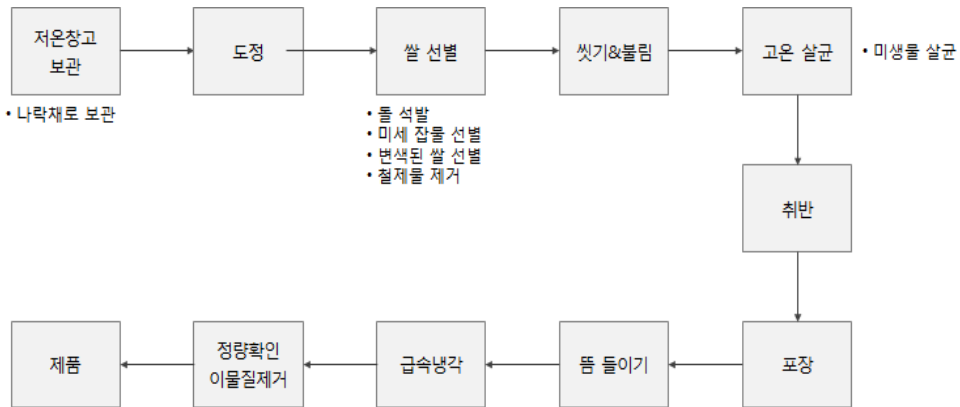 저온창고
보관
도정
쌀 선별
씻기&불림
고온 살균
• 미생물 살균
• 나락채로 보관
• 돌 석발
• 미세 잡물 선별
• 변색된 쌀 선별
• 철제물 제거
취반
제품
정량확인
이물질제거
급속냉각
뜸 들이기
포장